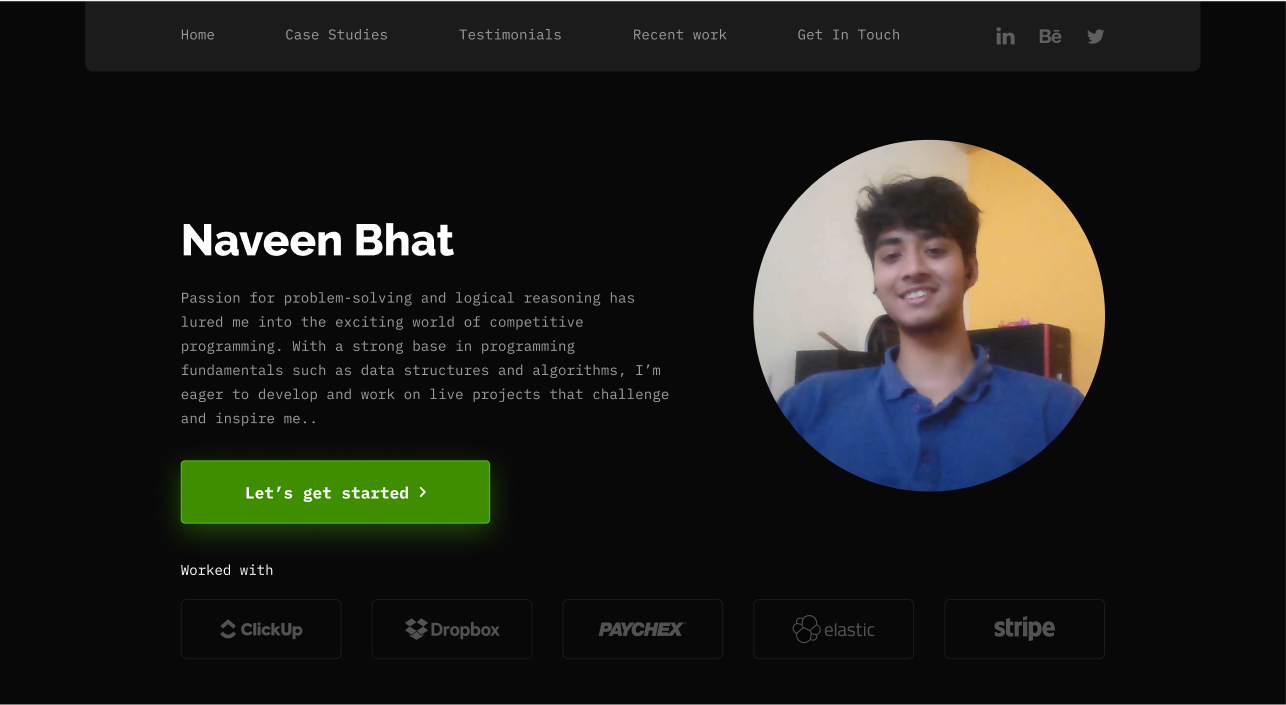 Home Case Studies Testimonials Recent work Get In Touch in Bē
Naveen Bhat
Passion for problem-solving and logical reasoning has
lured me into the exciting world of competitive
programming. With a strong base in programming
fundamentals such as data structures and algorithms, I’m
eager to develop and work on live projects that challenge
and inspire me..
Let’s get started >
Worked with
ClickUp Dropbox PAYCHEX elastic stripe